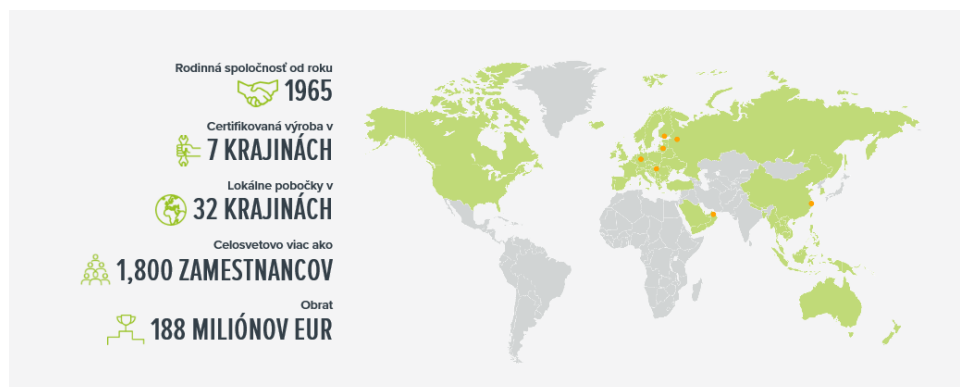 Rodinná spoločnosť od roku
1965
Certifikovaná výroba v
7 KRAJINÁCH
Lokálne pobočky v
32 KRAJINÁCH
Celosvetovo viac ako
1,800 ZAMESTNANCOV
Obrat
188 MILIÓNOV EUR